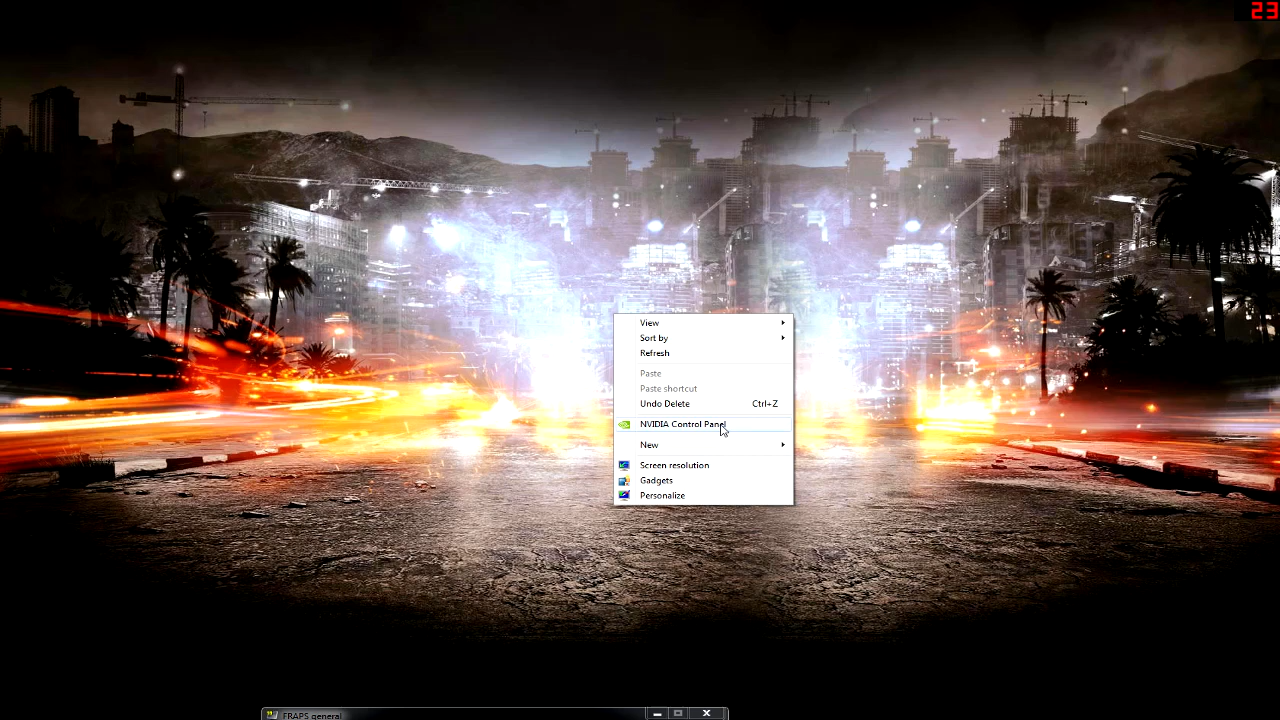 23
View
Sort by
Refresh
Paste
Paste shortcut
Undo Delete Ctrl+Z
NVIDIA Control Panel
New
Screen resolution
Gadgets
Personalize
FRAPS general